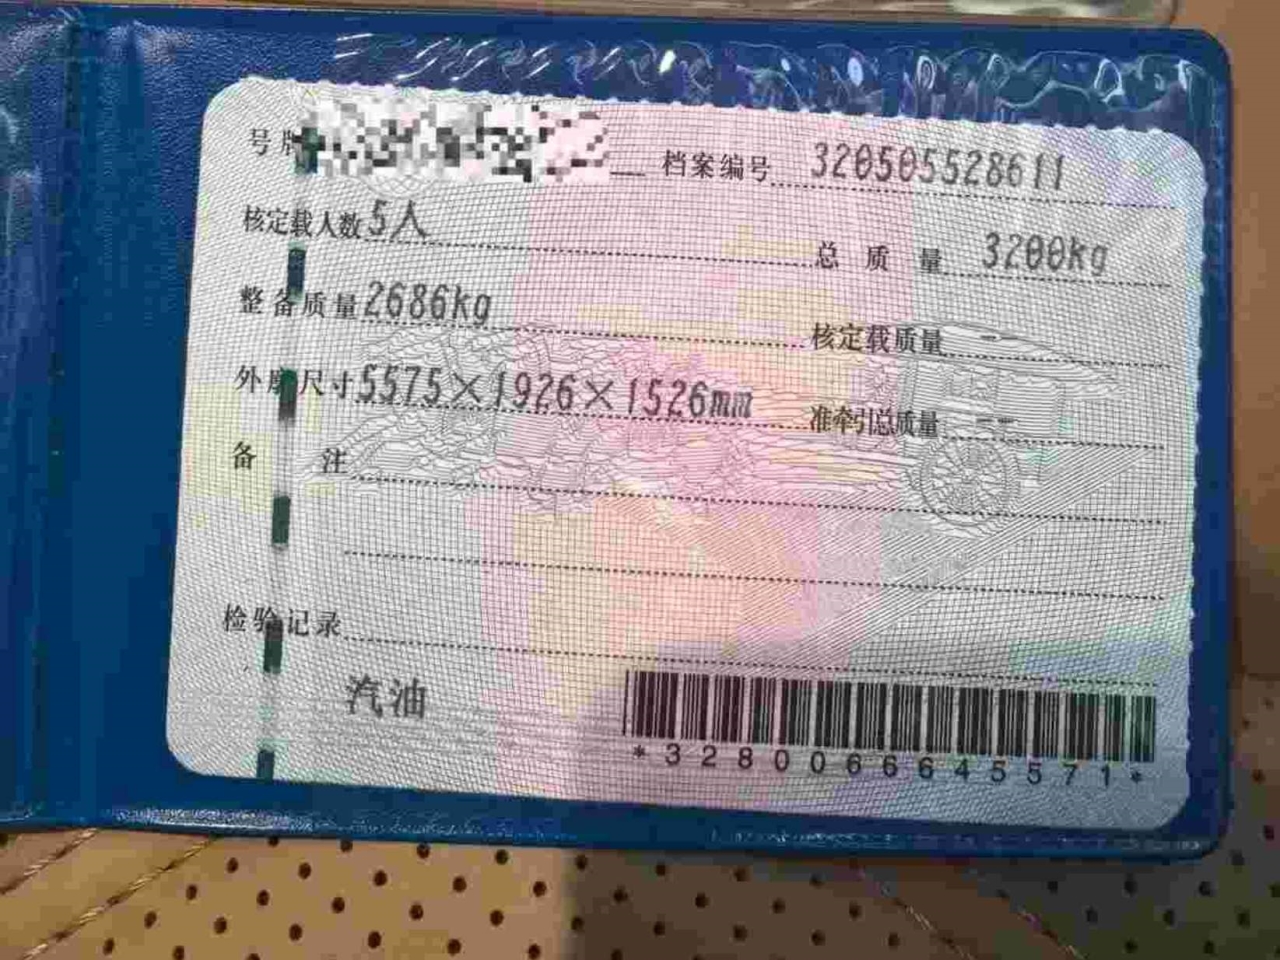 号牌 档案编号 320505528611
核定载人数 5人 总质量 3200kg
整备质量 2686kg 核定载质量 --
外廓尺寸 5575×1926×1526mm 准牵引总质量 --
备注
检验记录
汽油
*3280066645571*